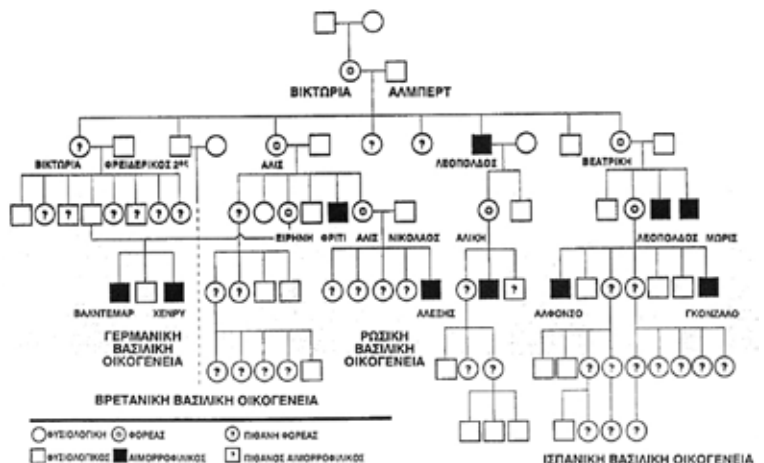 ΒΙΚΤΩΡΙΑ ΑΛΜΠΕΡΤ
ΒΙΚΤΩΡΙΑ ΦΡΕΙΔΕΡΙΚΟΣ 2ος ΑΛΙΣ ΛΕΟΠΟΛΔΟΣ ΒΕΑΤΡΙΚΗ
ΕΙΡΗΝΗ ΦΡΙΤΙ ΑΛΙΣ ΝΙΚΟΛΑΟΣ ΑΛΙΚΗ ΛΕΟΠΟΛΔΟΣ ΜΩΡΙΣ
ΒΑΛΝΤΕΜΑΡ ΧΕΝΡΥ ΑΛΕΞΗΣ ΑΛΦΟΝΣΟ ΓΚΟΝΖΑΛΟ
ΓΕΡΜΑΝΙΚΗ ΒΑΣΙΛΙΚΗ ΟΙΚΟΓΕΝΕΙΑ
ΡΩΣΙΚΗ ΒΑΣΙΛΙΚΗ ΟΙΚΟΓΕΝΕΙΑ
ΒΡΕΤΑΝΙΚΗ ΒΑΣΙΛΙΚΗ ΟΙΚΟΓΕΝΕΙΑ
ΦΥΣΙΟΛΟΓΙΚΗ ΦΟΡΕΑΣ ? ΠΙΘΑΝΗ ΦΟΡΕΑΣ
ΦΥΣΙΟΛΟΓΙΚΟΣ ΑΙΜΟΡΡΟΦΙΛΙΚΟΣ ? ΠΙΘΑΝΟΣ ΑΙΜΟΡΡΟΦΙΛΙΚΟΣ
ΙΣΠΑΝΙΚΗ ΒΑΣΙΛΙΚΗ ΟΙΚΟΓΕΝΕΙΑ